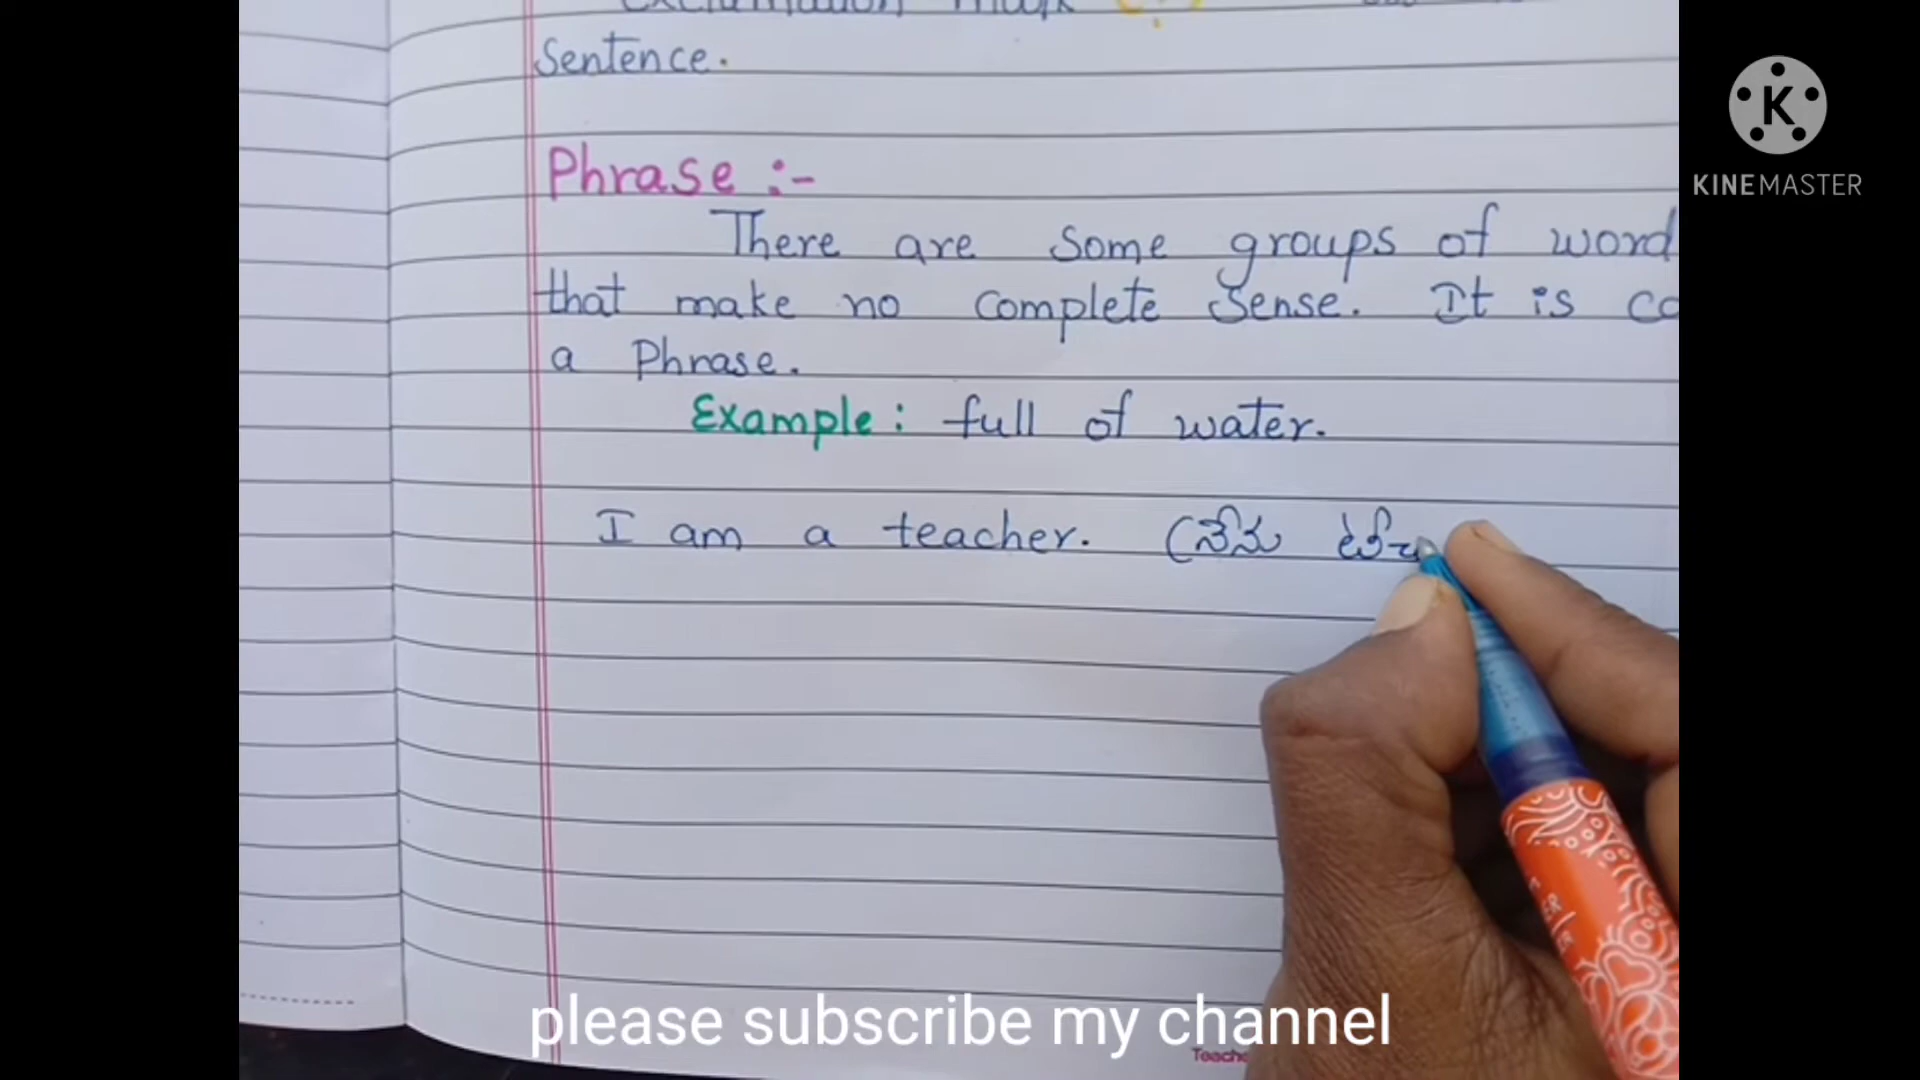 Sentence.
Phrase :-
There are some groups of word
that make no complete sense. It is
a Phrase.
Example : full of water.
I am a teacher. (నేను
please subscribe my channel
KINEMASTER